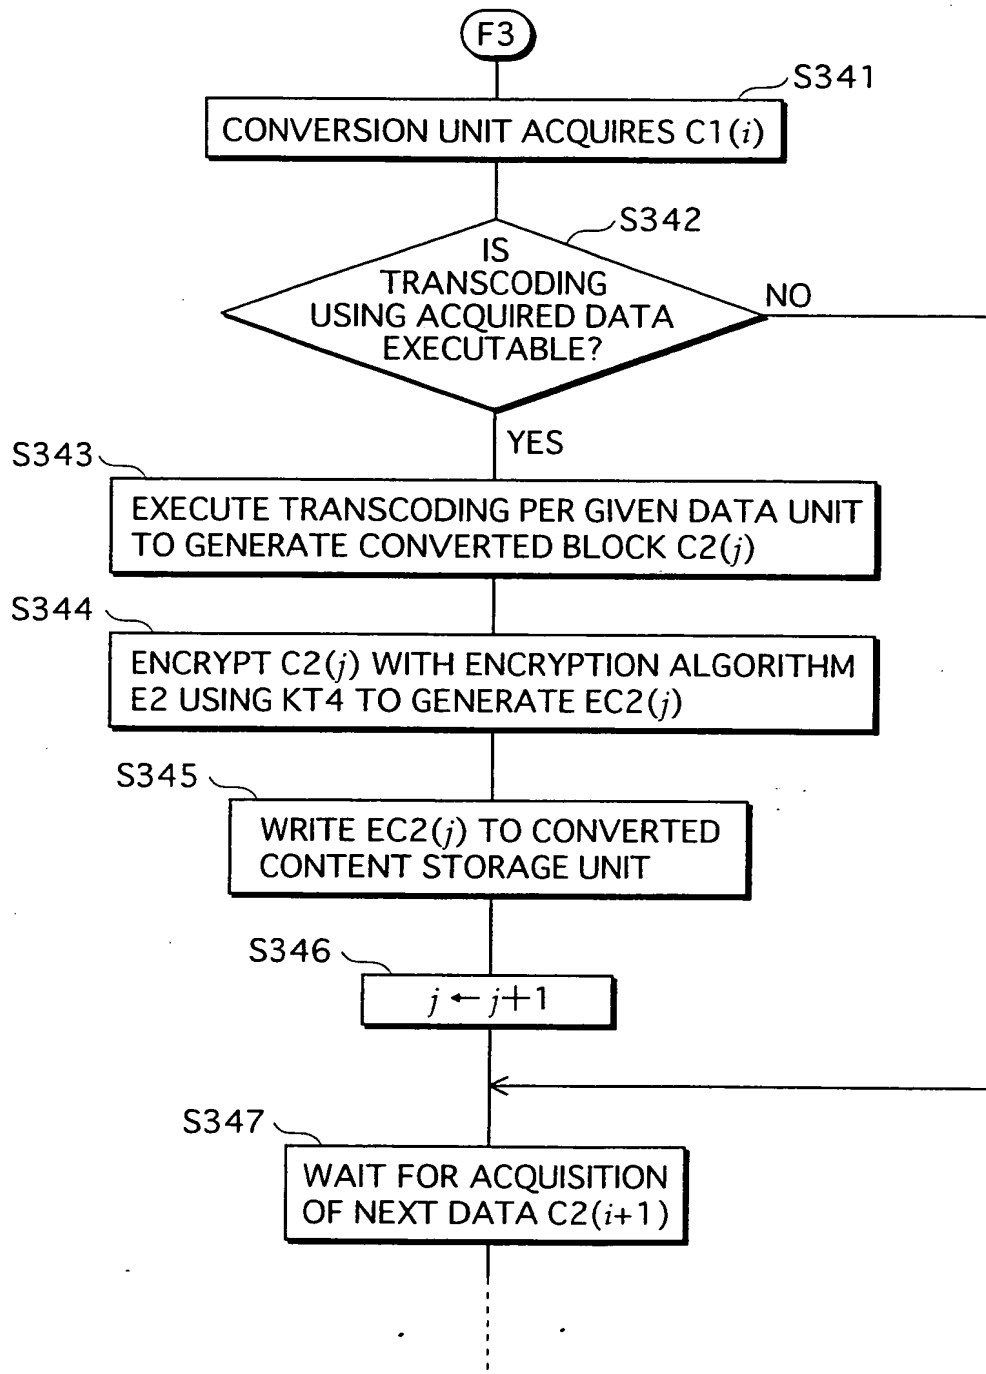 F3
S341
CONVERSION UNIT ACQUIRES C1(i)
S342
IS
TRANSCODING
USING ACQUIRED DATA
EXECUTABLE?
NO
YES
S343
EXECUTE TRANSCODING PER GIVEN DATA UNIT
TO GENERATE CONVERTED BLOCK C2(j)
S344
ENCRYPT C2(j) WITH ENCRYPTION ALGORITHM
E2 USING KT4 TO GENERATE EC2(j)
S345
WRITE EC2(j) TO CONVERTED
CONTENT STORAGE UNIT
S346
j ← j+1
S347
WAIT FOR ACQUISITION
OF NEXT DATA C2(i+1)